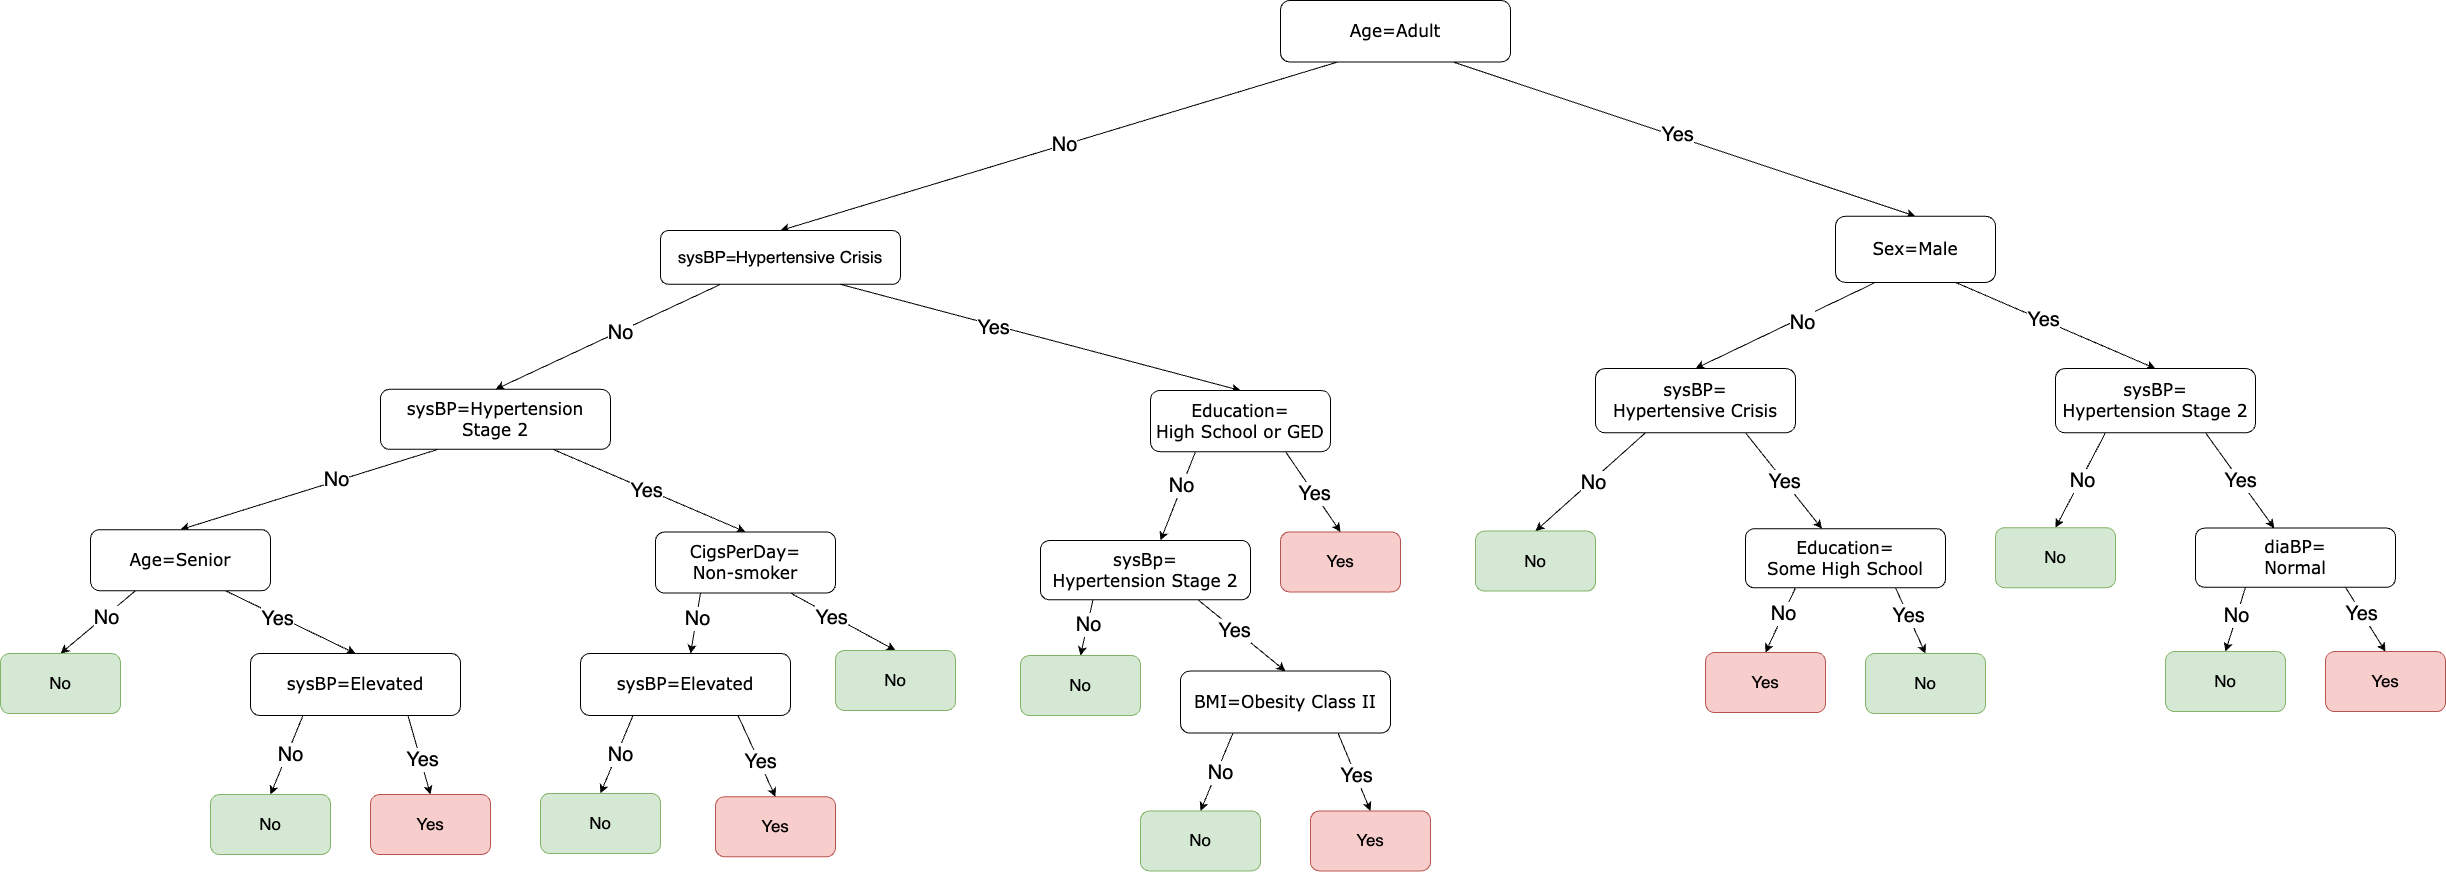 Age=Adult
No
Yes
sysBP=Hypertensive Crisis
Sex=Male
No
Yes
No
Yes
sysBP=Hypertension
Stage 2
Education=
High School or GED
sysBP=
Hypertensive Crisis
sysBP=
Hypertension Stage 2
No
Yes
No
Yes
No
Yes
No
Yes
Age=Senior
CigsPerDay=
Non-smoker
sysBp=
Hypertension Stage 2
Yes
No
Education=
Some High School
No
diaBP=
Normal
No
Yes
No
Yes
No
Yes
No
Yes
No
Yes
No
sysBP=Elevated
sysBP=Elevated
No
No
BMI=Obesity Class II
Yes
No
No
Yes
No
Yes
No
Yes
No
Yes
No
Yes
No
Yes
No
Yes